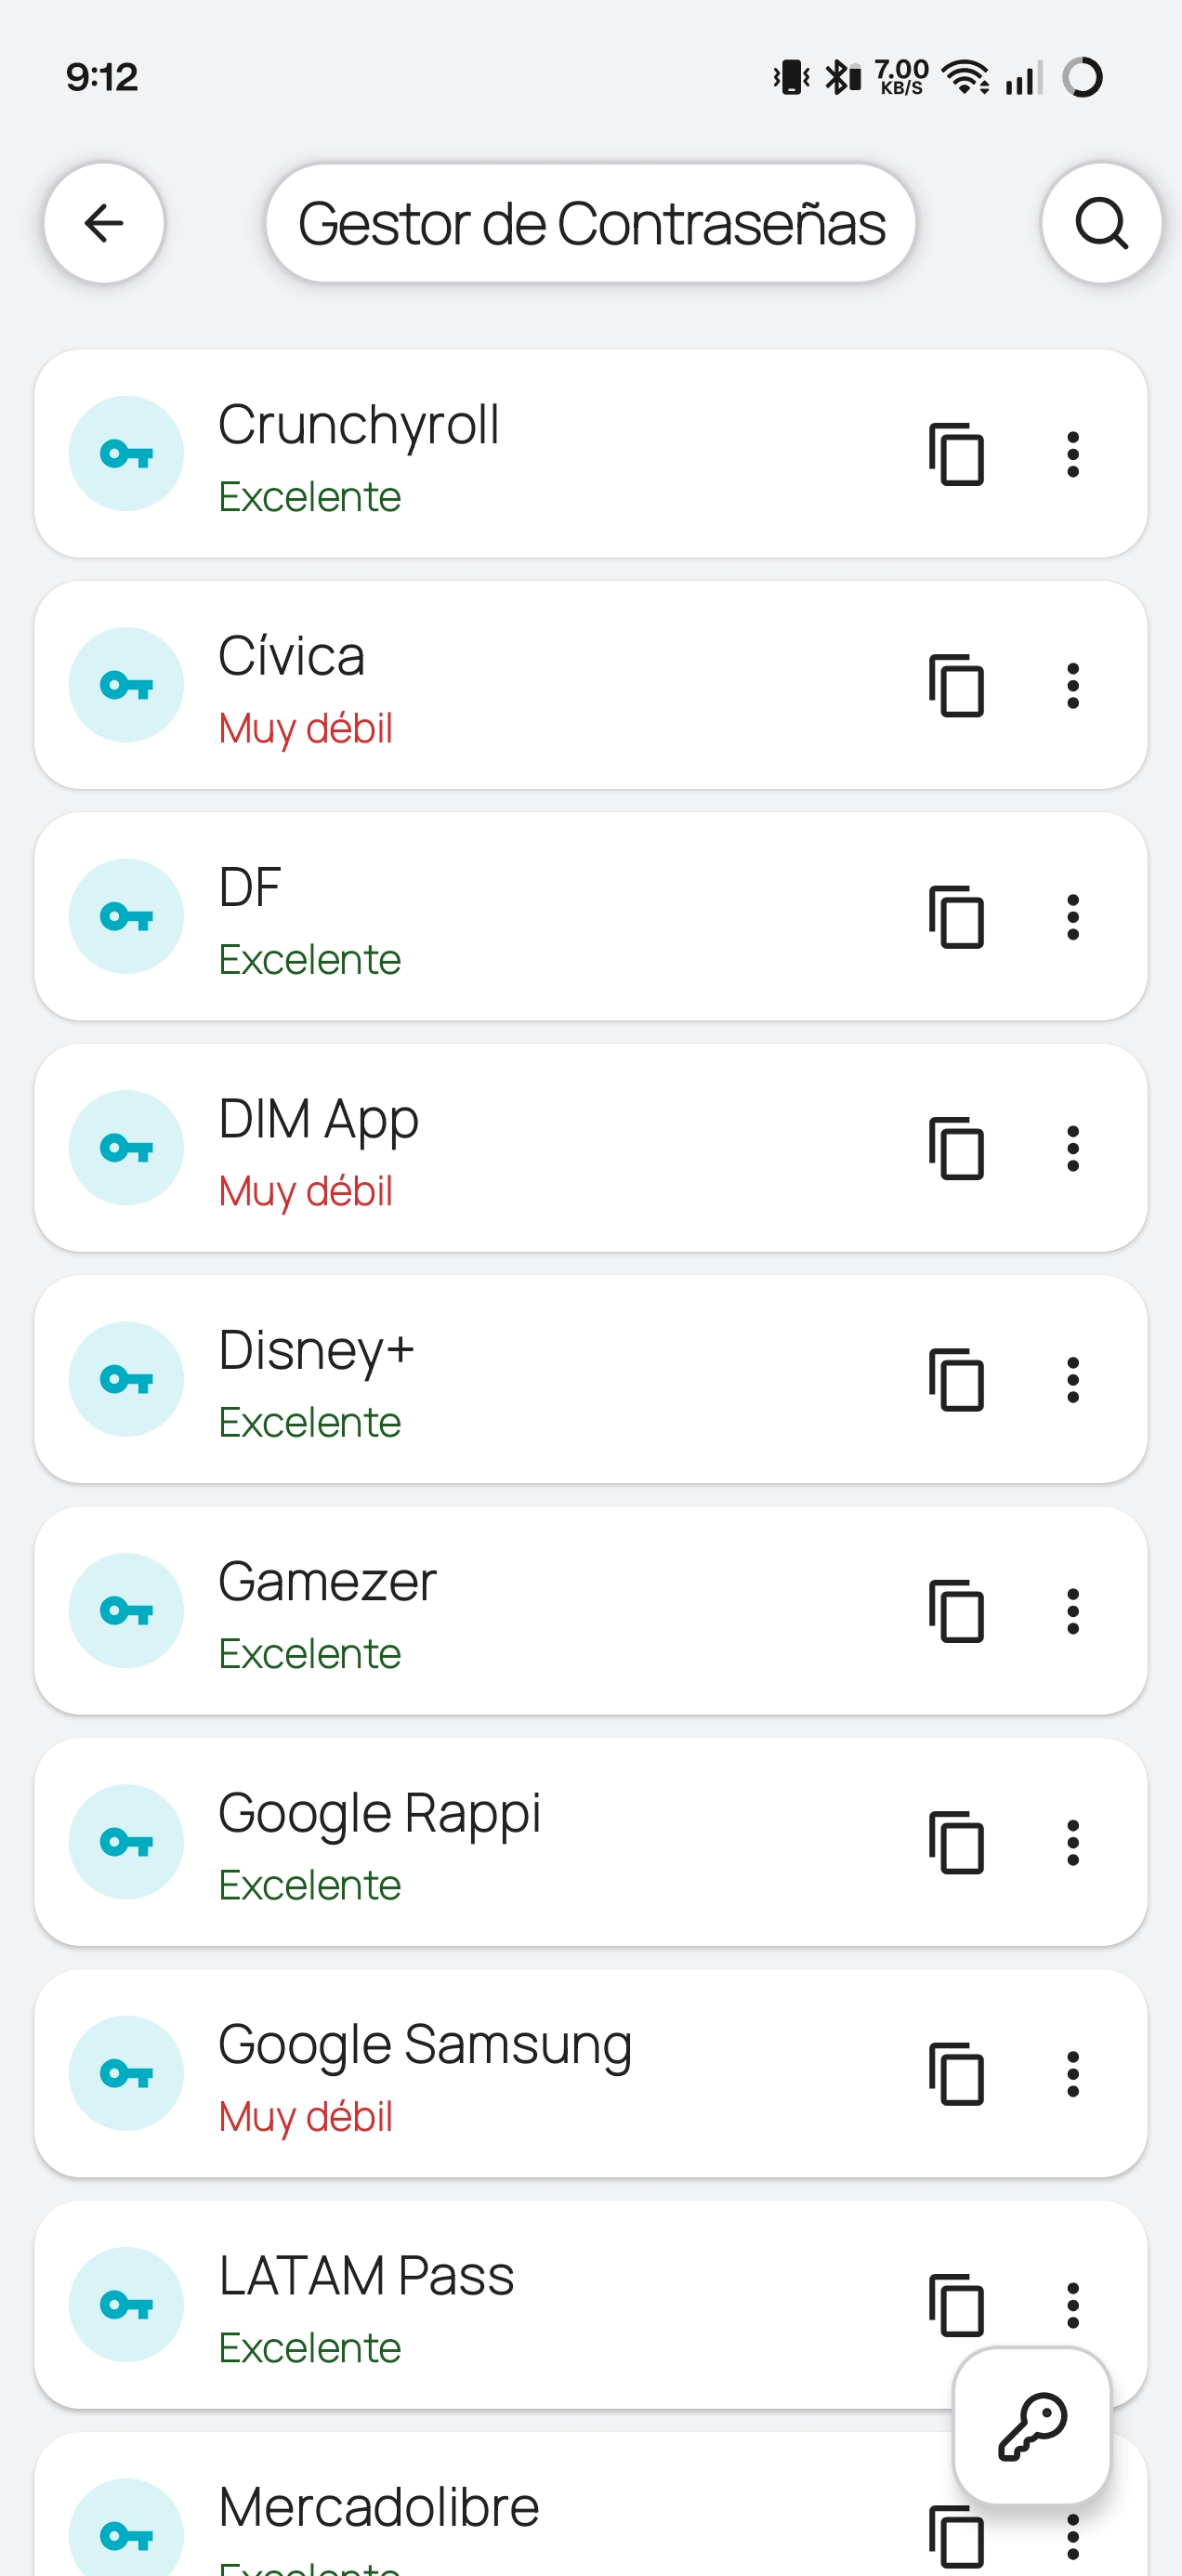 9:12
7.00
KB/S
Gestor de Contraseñas
Crunchyroll
Excelente
Cívica
Muy débil
DF
Excelente
DIM App
Muy débil
Disney+
Excelente
Gamezer
Excelente
Google Rappi
Excelente
Google Samsung
Muy débil
LATAM Pass
Excelente
Mercadolibre
Excelente